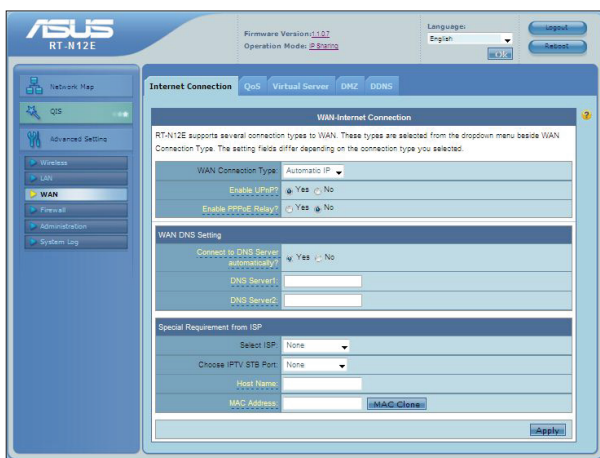 ASUS
RT-N12E
Firmware Version:1.1.0.7
Operation Mode: IP Sharing
Language:
English
OK
Logout
Reboot
Network Map
QIS
Advanced Setting
Wireless
LAN
WAN
Firewall
Administration
System Log
Internet Connection QoS Virtual Server DMZ DDNS
WAN-Internet Connection
?
RT-N12E supports several connection types to WAN. These types are selected from the dropdown menu beside WAN
Connection Type. The setting fields differ depending on the connection type you selected.
WAN Connection Type: Automatic IP
Enable UPnP? Yes No
Enable PPPoE Relay? Yes No
WAN DNS Setting
Connect to DNS Server
automatically? Yes No
DNS Server1:
DNS Server2:
Special Requirement from ISP
Select ISP: None
Choose IPTV STB Port: None
Host Name:
MAC Address: MAC Clone
Apply